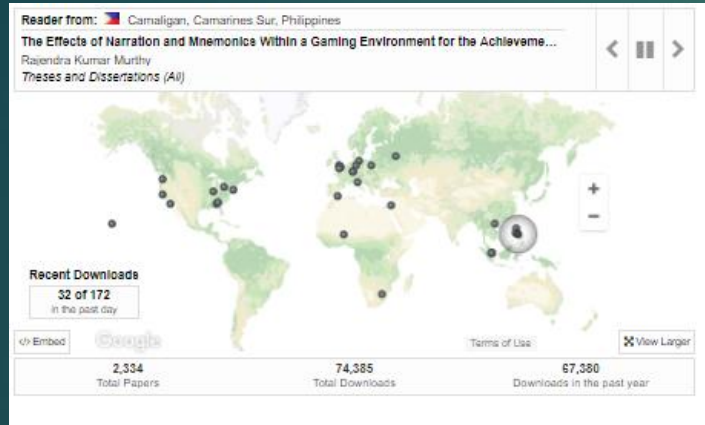 Reader from: Camaligan, Camarines Sur, Philippines
The Effects of Narration and Mnemonics Within a Gaming Environment for the Achieveme...
Rajendra Kumar Murthy
Theses and Dissertations (All)
+
−
Recent Downloads
32 of 172
in the past day
</> Embed
Google
Terms of Use
View Larger
2,334
Total Papers
74,385
Total Downloads
67,380
Downloads in the past year